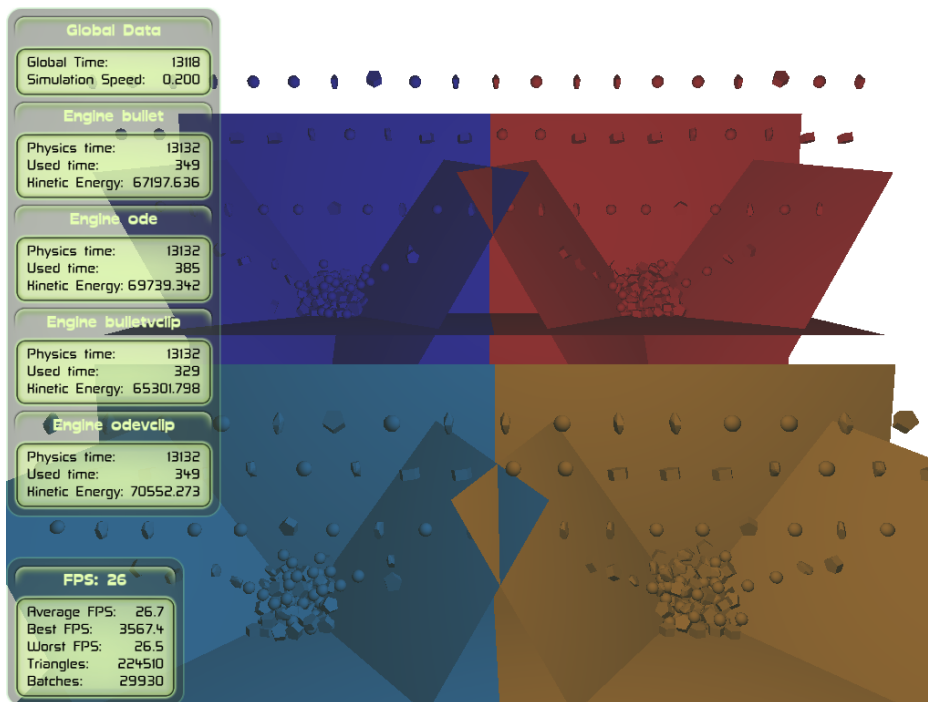 Global Data
Global Time: 13118
Simulation Speed: 0.200
Engine bullet
Physics time: 13132
Used time: 349
Kinetic Energy: 67197.636
Engine ode
Physics time: 13132
Used time: 385
Kinetic Energy: 69739.342
Engine bulletvclip
Physics time: 13132
Used time: 329
Kinetic Energy: 65301.798
Engine odevclip
Physics time: 13132
Used time: 349
Kinetic Energy: 70552.273
FPS: 26
Average FPS: 26.7
Best FPS: 3567.4
Worst FPS: 26.5
Triangles: 224510
Batches: 29930